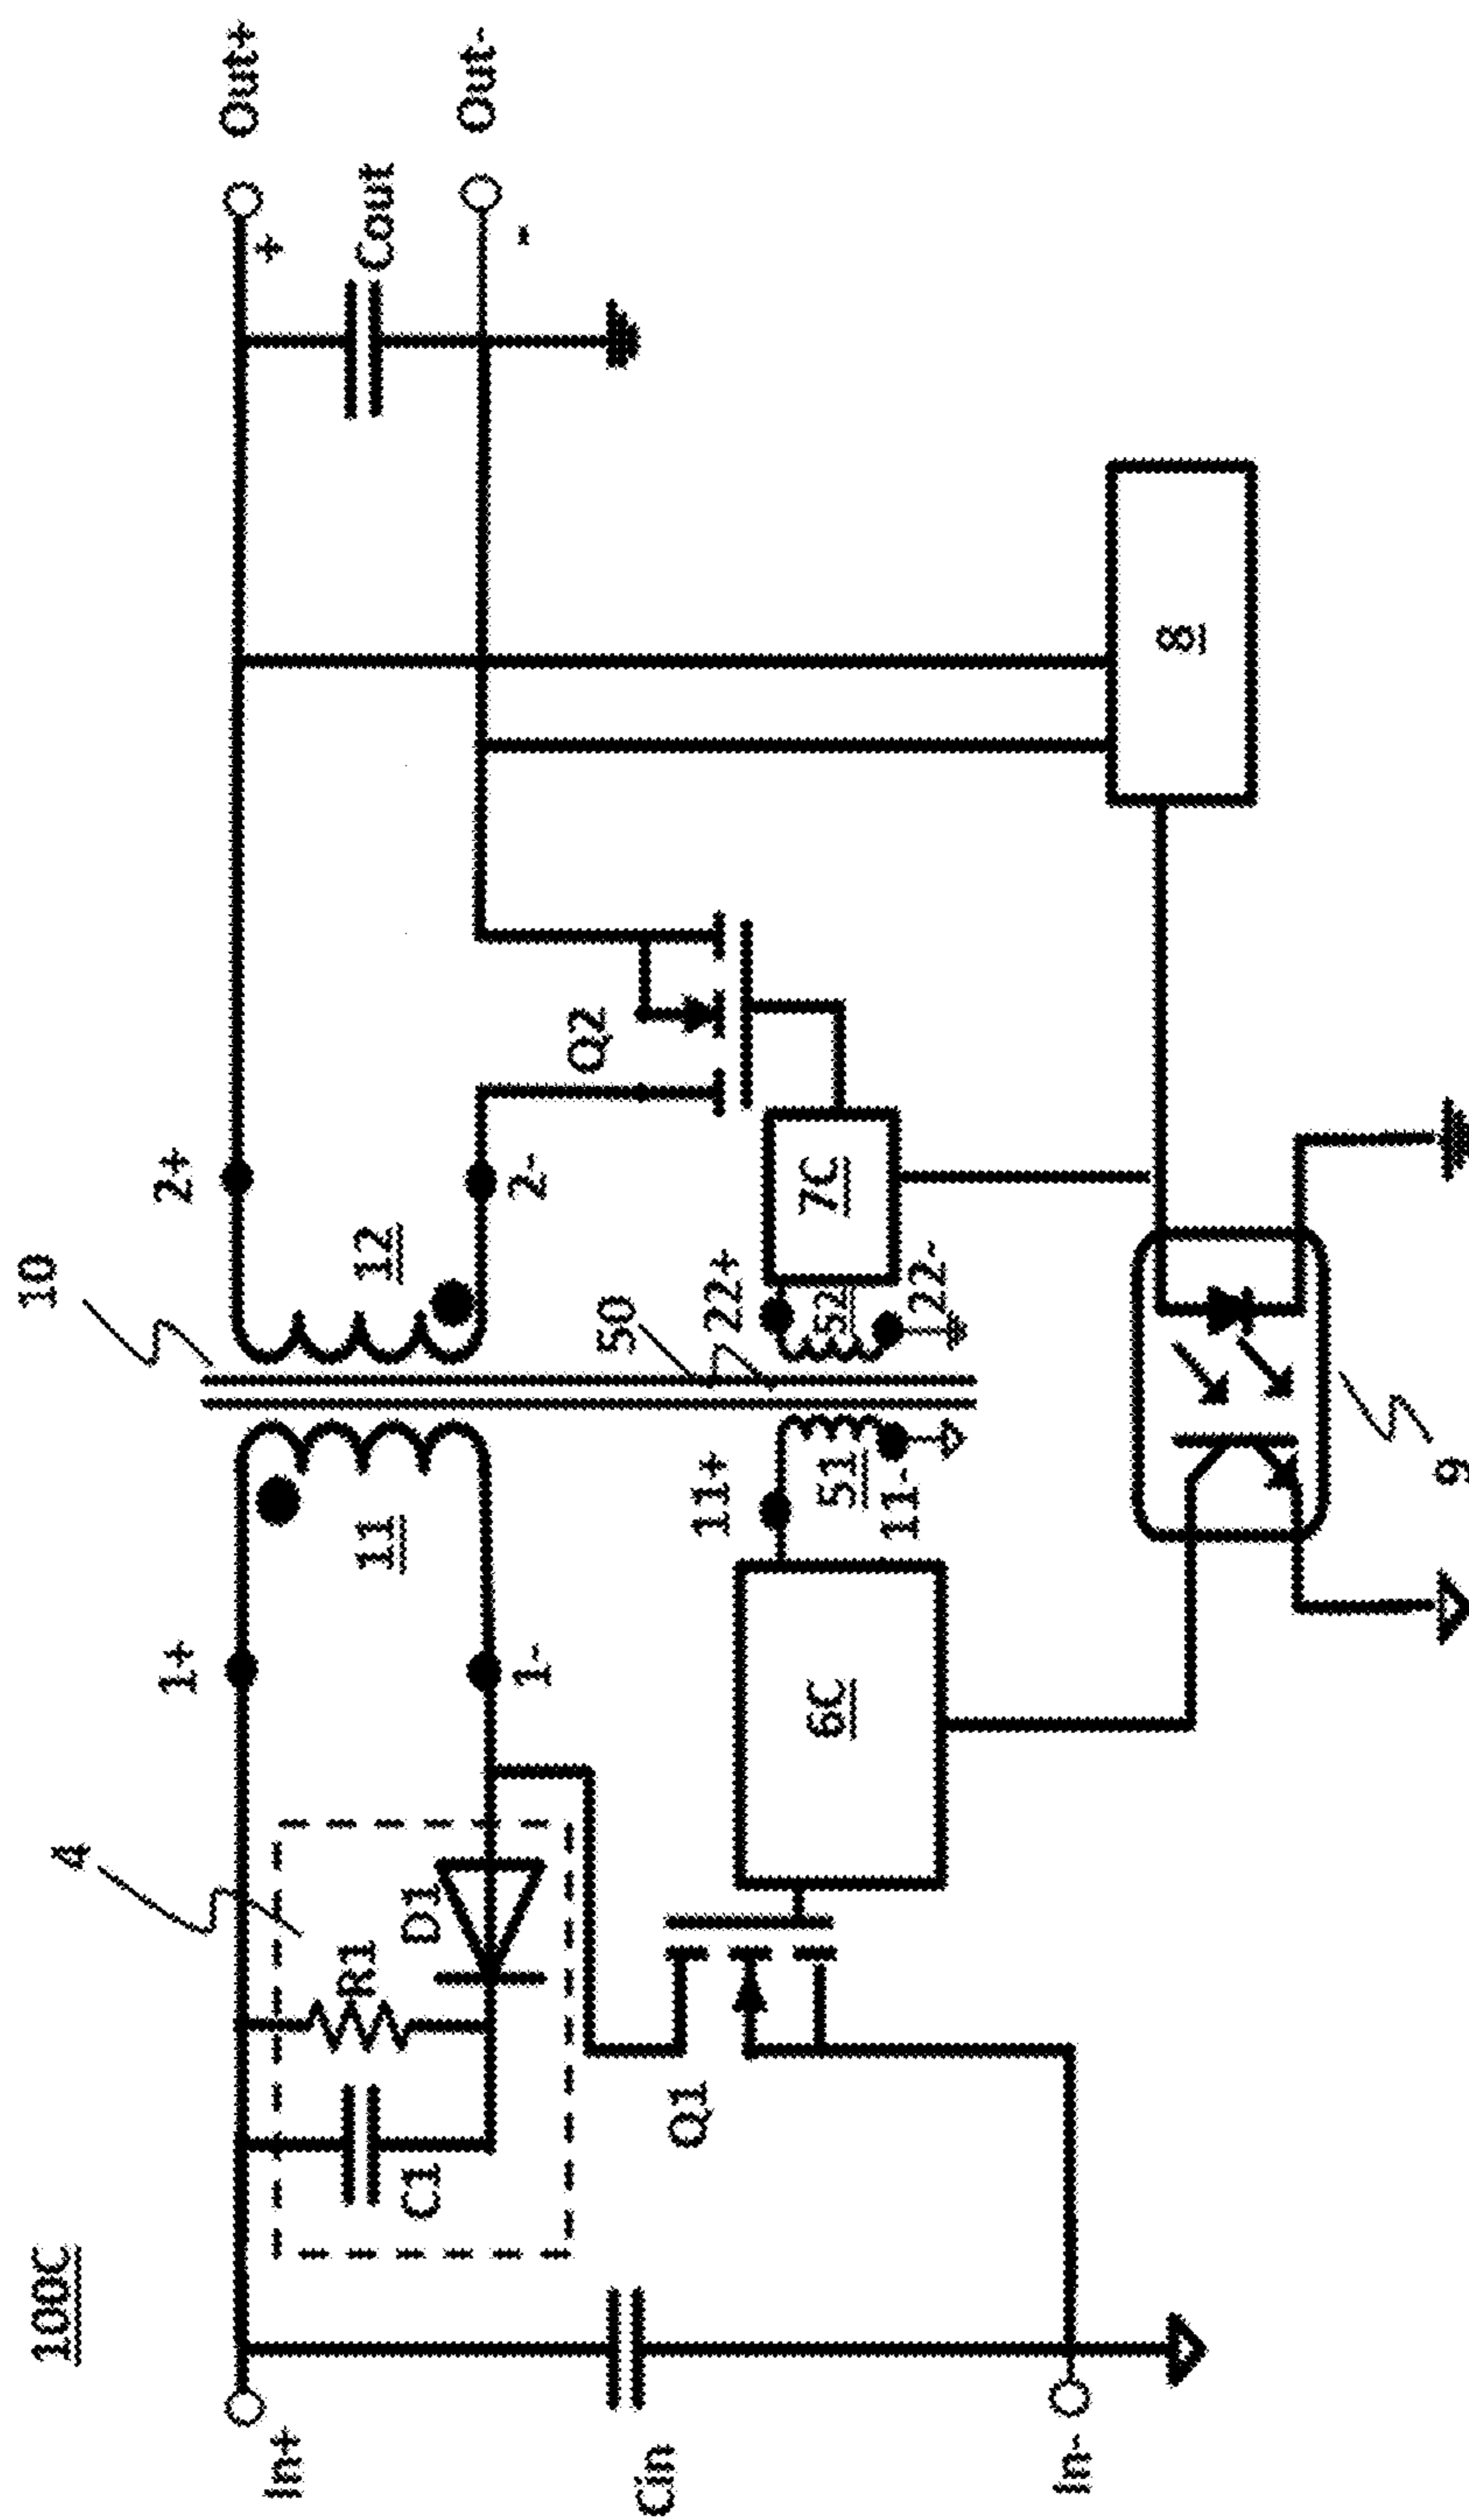 100C
4
10
1+
2+
Out+
In+
+
C1
R1
D1
11
12
Cout
1-
2-
Out-
-
Cin
Q1
Q2
50
11+
22+
6C
51
52
7C
11-
22-
In-
8
9